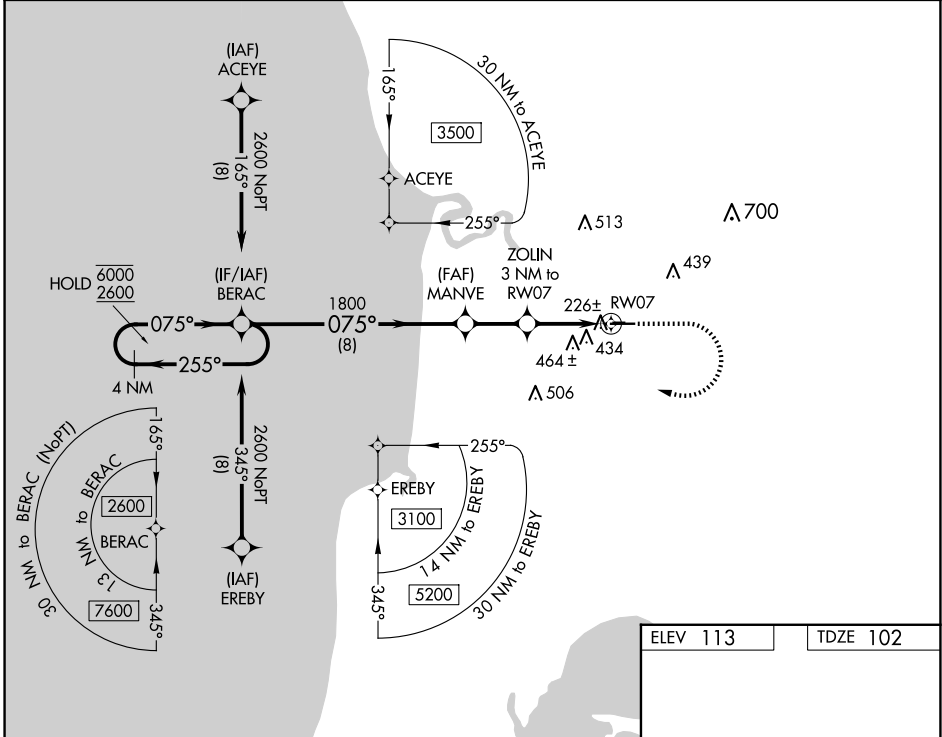 (IAF)
ACEYE
2600 NoPT
165°
(8)
165°
30 NM to ACEYE
3500
ACEYE
255°
513
700
439
HOLD 6000
2600
(IF/IAF)
BERAC
075°
255°
4 NM
1800
075°
(8)
(FAF)
MANVE
ZOLIN
3 NM to
RW07
226±
RW07
464±
434
506
2600 NoPT
345°
(8)
(IAF)
EREBY
30 NM to BERAC (NoPT)
13 NM to BERAC
165°
2600
BERAC
7600
345°
255°
EREBY
3100
14 NM to EREBY
5200
30 NM to EREBY
345°
ELEV 113
TDZE 102